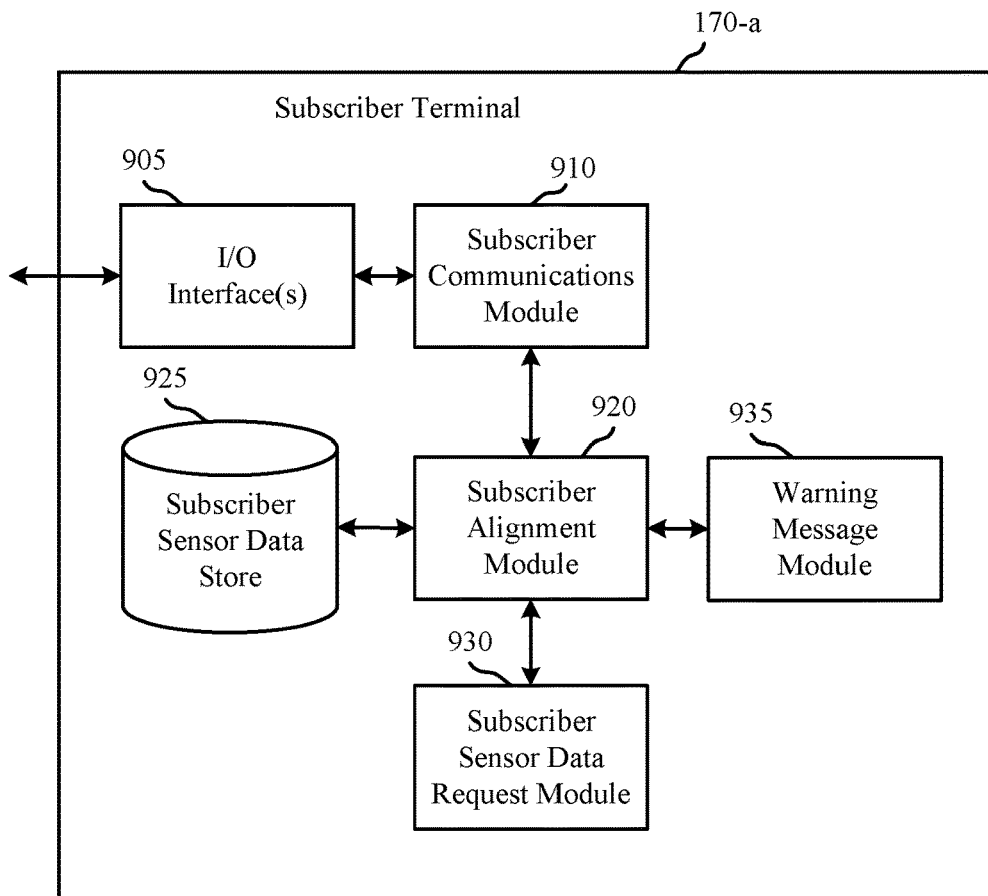 170-a
Subscriber Terminal
905
910
I/O
Interface(s)
Subscriber
Communications
Module
925
920
935
Subscriber
Sensor Data
Store
Subscriber
Alignment
Module
Warning
Message
Module
930
Subscriber
Sensor Data
Request Module